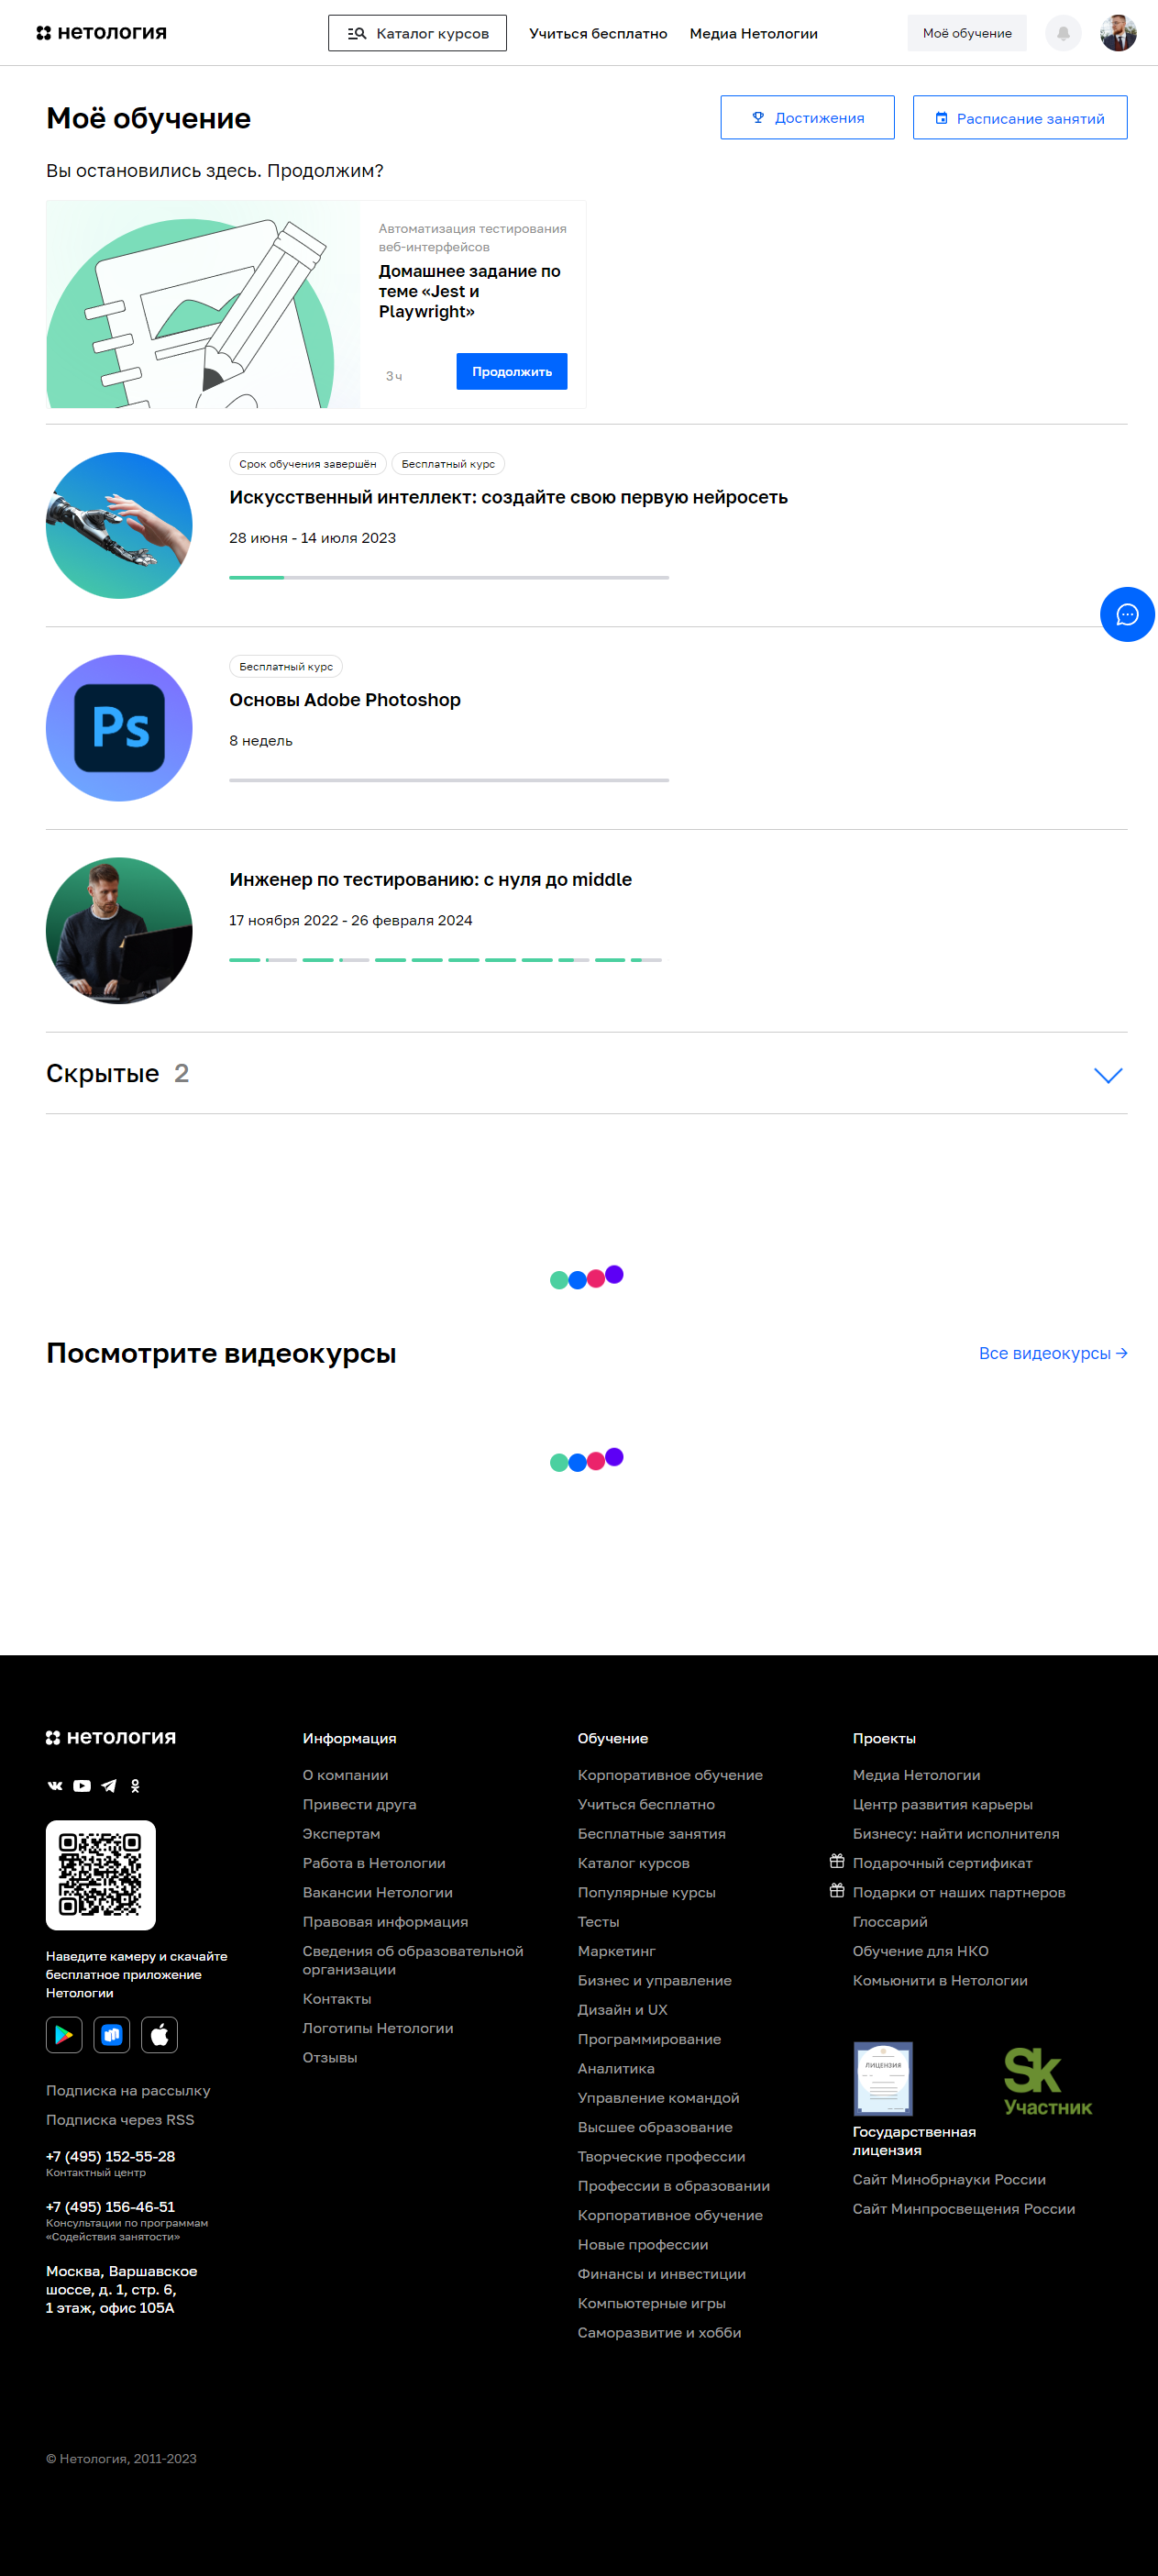 нетология
Каталог курсов
Учиться бесплатно
Медиа Нетологии
Моё обучение
Моё обучение
Достижения
Расписание занятий
Вы остановились здесь. Продолжим?
Автоматизация тестирования
веб-интерфейсов
Домашнее задание по
теме «Jest и
Playwright»
3 ч
Продолжить
Срок обучения завершён
Бесплатный курс
Искусственный интеллект: создайте свою первую нейросеть
28 июня - 14 июля 2023
Бесплатный курс
Ps
Основы Adobe Photoshop
8 недель
Инженер по тестированию: с нуля до middle
17 ноября 2022 - 26 февраля 2024
Скрытые 2
Посмотрите видеокурсы
Все видеокурсы →
нетология
Наведите камеру и скачайте
бесплатное приложение
Нетологии
Подписка на рассылку
Подписка через RSS
+7 (495) 152-55-28
Контактный центр
+7 (495) 156-46-51
Консультации по программам
«Содействия занятости»
Москва, Варшавское
шоссе, д. 1, стр. 6,
1 этаж, офис 105А
Информация
О компании
Привести друга
Экспертам
Работа в Нетологии
Вакансии Нетологии
Правовая информация
Сведения об образовательной
организации
Контакты
Логотипы Нетологии
Отзывы
Обучение
Корпоративное обучение
Учиться бесплатно
Бесплатные занятия
Каталог курсов
Популярные курсы
Тесты
Маркетинг
Бизнес и управление
Дизайн и UX
Программирование
Аналитика
Управление командой
Высшее образование
Творческие профессии
Профессии в образовании
Корпоративное обучение
Новые профессии
Финансы и инвестиции
Компьютерные игры
Саморазвитие и хобби
Проекты
Медиа Нетологии
Центр развития карьеры
Бизнесу: найти исполнителя
Подарочный сертификат
Подарки от наших партнеров
Глоссарий
Обучение для НКО
Комьюнити в Нетологии
ЛИЦЕНЗИЯ
Государственная
лицензия
Sk
Участник
Сайт Минобрнауки России
Сайт Минпросвещения России
© Нетология, 2011-2023